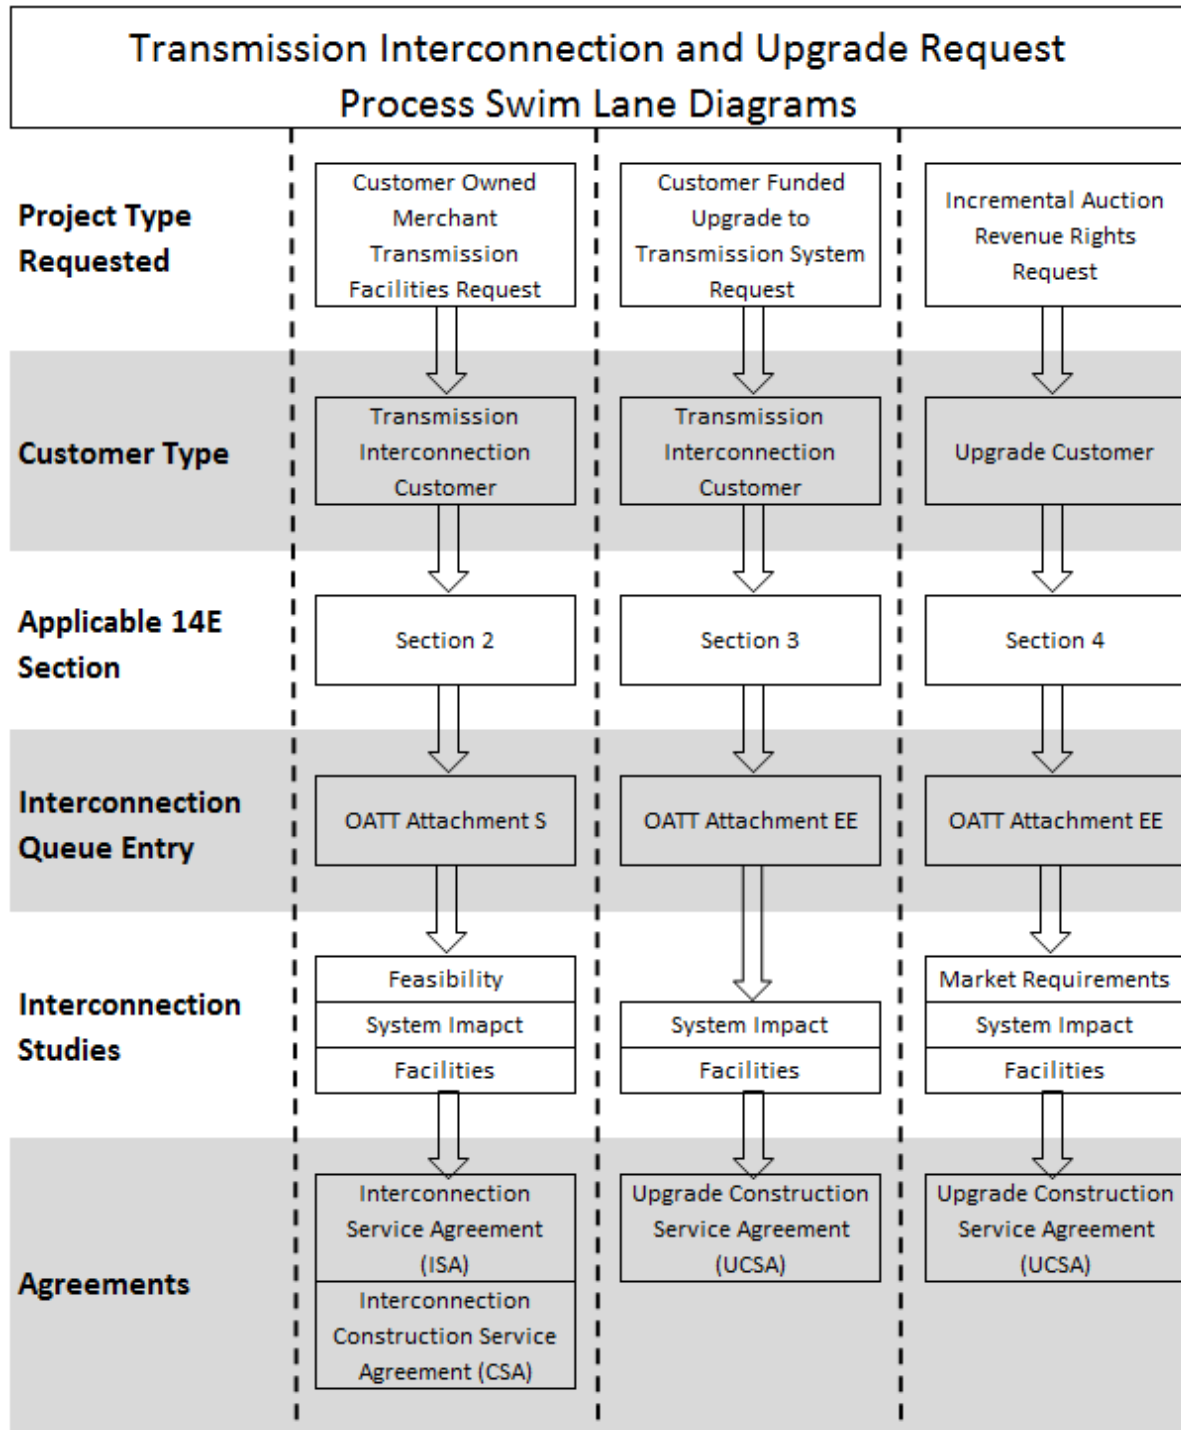 Transmission Interconnection and Upgrade Request
Process Swim Lane Diagrams
Project Type
Requested
Customer Owned
Merchant
Transmission
Facilities Request
Customer Funded
Upgrade to
Transmission System
Request
Incremental Auction
Revenue Rights
Request
Customer Type
Transmission
Interconnection
Customer
Transmission
Interconnection
Customer
Upgrade Customer
Applicable 14E
Section
Section 2
Section 3
Section 4
Interconnection
Queue Entry
OATT Attachment S
OATT Attachment EE
OATT Attachment EE
Interconnection
Studies
Feasibility
System Imapct
Facilities
System Impact
Facilities
Market Requirements
System Impact
Facilities
Agreements
Interconnection
Service Agreement
(ISA)
Interconnection
Construction Service
Agreement (CSA)
Upgrade Construction
Service Agreement
(UCSA)
Upgrade Construction
Service Agreement
(UCSA)